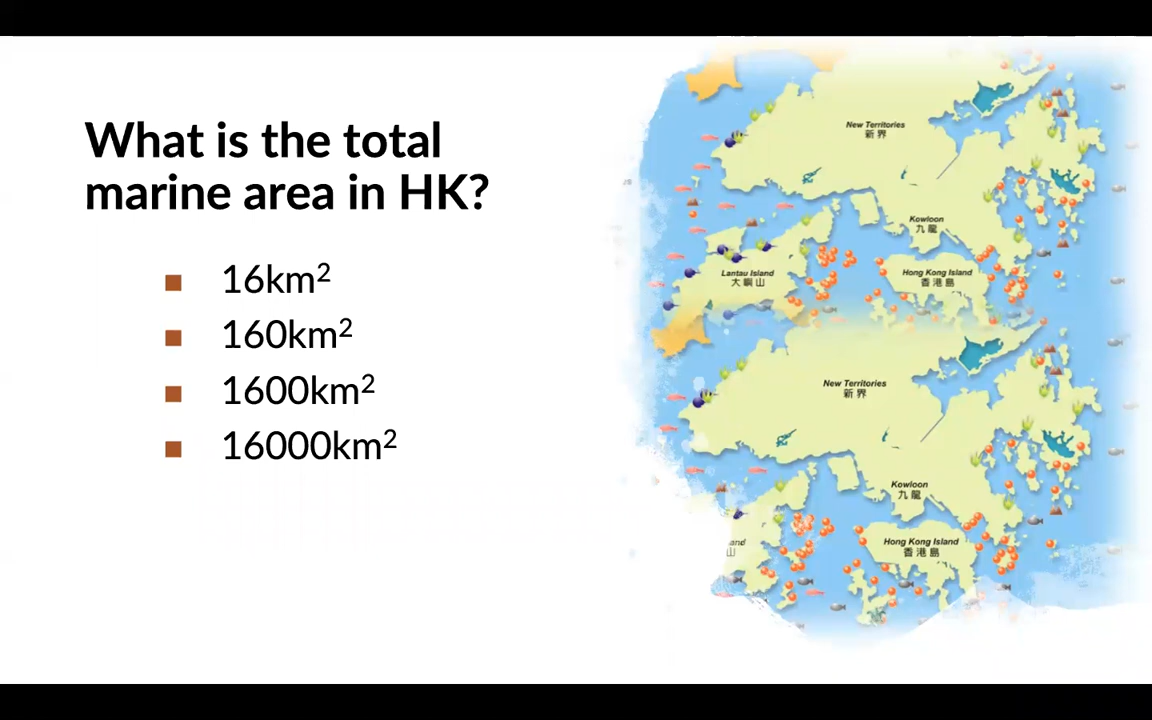 What is the total
marine area in HK?
16km²
160km²
1600km²
16000km²
New Territories
新界
Kowloon
九龍
Lantau Island
大嶼山
Hong Kong Island
香港島
New Territories
新界
Kowloon
九龍
and
山
Hong Kong Island
香港島